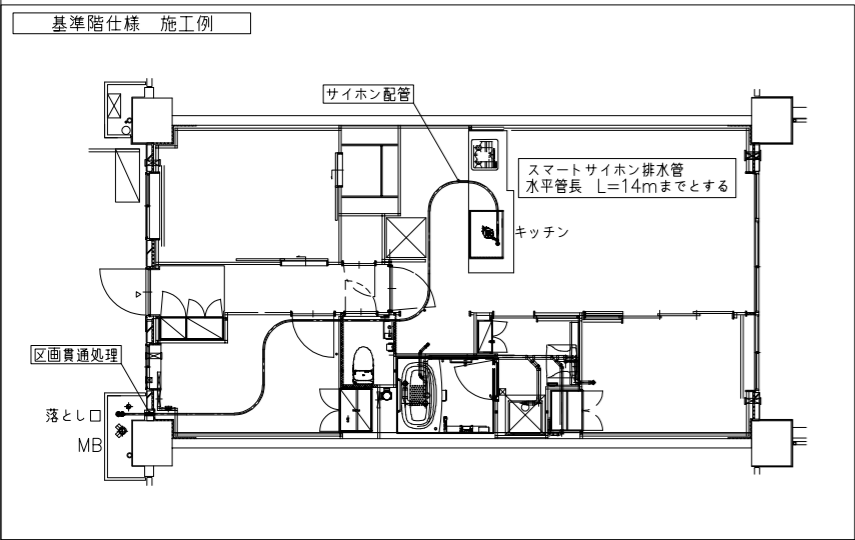 基準階仕様 施工例
サイホン配管
スマートサイホン排水管
水平管長 L=14mまでとする
キッチン
区画貫通処理
落とし口
MB